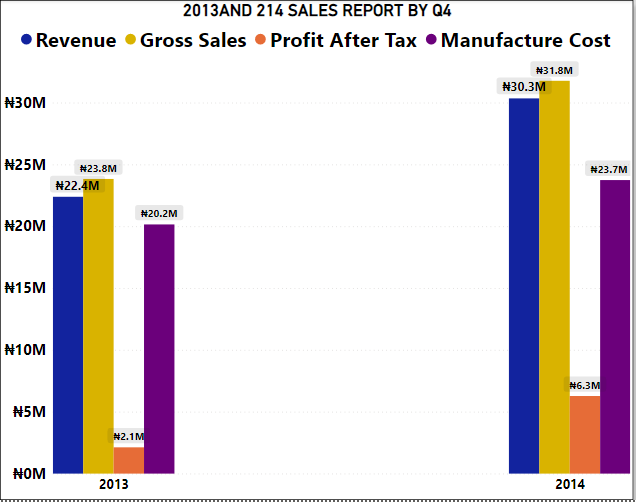 2013AND 214 SALES REPORT BY Q4
Revenue Gross Sales Profit After Tax Manufacture Cost
₦30M
₦25M
₦20M
₦15M
₦10M
₦5M
₦0M
₦22.4M
₦23.8M
₦2.1M
₦20.2M
₦30.3M
₦31.8M
₦6.3M
₦23.7M
2013
2014